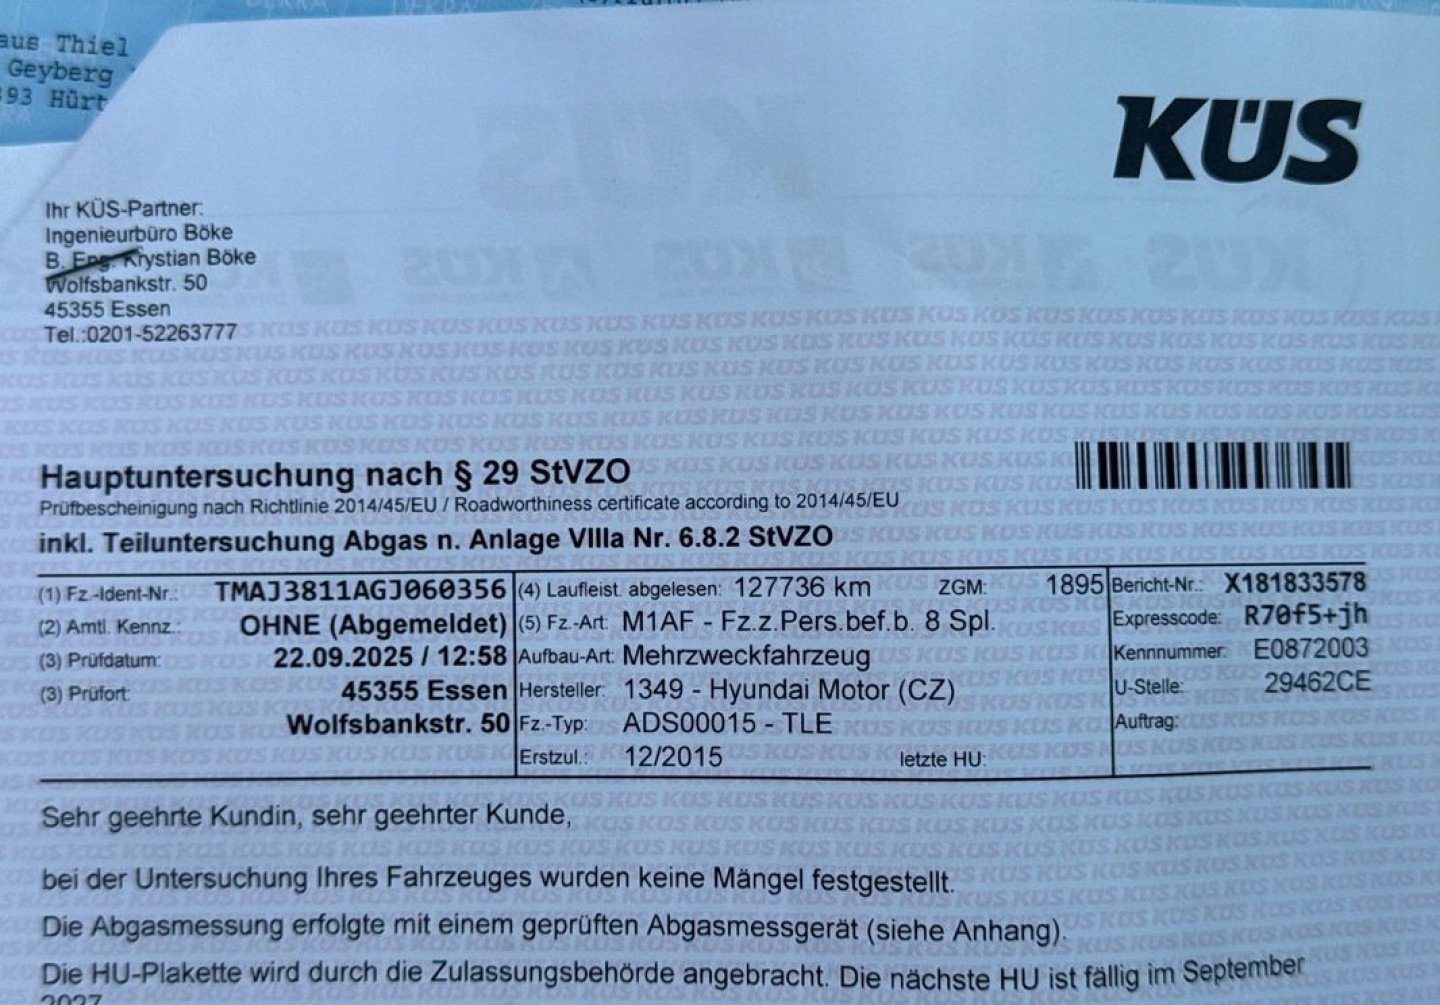 aus Thiel
Geyberg
93 Hürt
KÜS
Ihr KÜS-Partner:
Ingenieurbüro Böke
B. Eng. Krystian Böke
Wolfsbankstr. 50
45355 Essen
Tel.:0201-52263777
Hauptuntersuchung nach § 29 StVZO
Prüfbescheinigung nach Richtlinie 2014/45/EU / Roadworthiness certificate according to 2014/45/EU
inkl. Teiluntersuchung Abgas n. Anlage VIIIa Nr. 6.8.2 StVZO
(1) Fz.-Ident-Nr.: TMAJ3811AGJ060356 (4) Laufleist. abgelesen: 127736 km ZGM: 1895 Bericht-Nr.: X181833578
(2) Amtl. Kennz.: OHNE (Abgemeldet) (5) Fz.-Art: M1AF - Fz.z.Pers.bef.b. 8 Spl. Expresscode: R70f5+jh
(3) Prüfdatum: 22.09.2025 / 12:58 Aufbau-Art: Mehrzweckfahrzeug Kennnummer: E0872003
(3) Prüfort: 45355 Essen Hersteller: 1349 - Hyundai Motor (CZ) U-Stelle: 29462CE
Wolfsbankstr. 50 Fz.-Typ: ADS00015 - TLE Auftrag:
Erstzul.: 12/2015 letzte HU:
Sehr geehrte Kundin, sehr geehrter Kunde,
bei der Untersuchung Ihres Fahrzeuges wurden keine Mängel festgestellt.
Die Abgasmessung erfolgte mit einem geprüften Abgasmessgerät (siehe Anhang).
Die HU-Plakette wird durch die Zulassungsbehörde angebracht. Die nächste HU ist fällig im September
2027